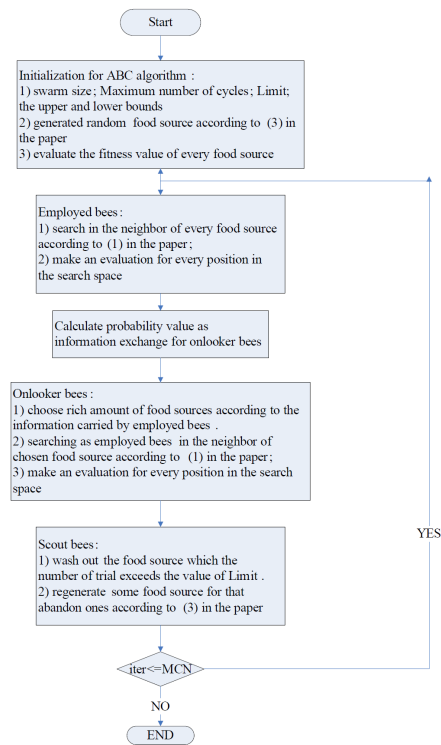 Start
Initialization for ABC algorithm :
1) swarm size; Maximum number of cycles; Limit;
the upper and lower bounds
2) generated random food source according to (3) in
the paper
3) evaluate the fitness value of every food source
Employed bees:
1) search in the neighbor of every food source
according to (1) in the paper;
2) make an evaluation for every position in
the search space
Calculate probability value as
information exchange for onlooker bees
Onlooker bees :
1) choose rich amount of food sources according to the
information carried by employed bees .
2) searching as employed bees in the neighbor of
chosen food source according to (1) in the paper;
3) make an evaluation for every position in the search
space
YES
Scout bees:
1) wash out the food source which the
number of trial exceeds the value of Limit .
2) regenerate some food source for that
abandon ones according to (3) in the paper
iter<=MCN
NO
END